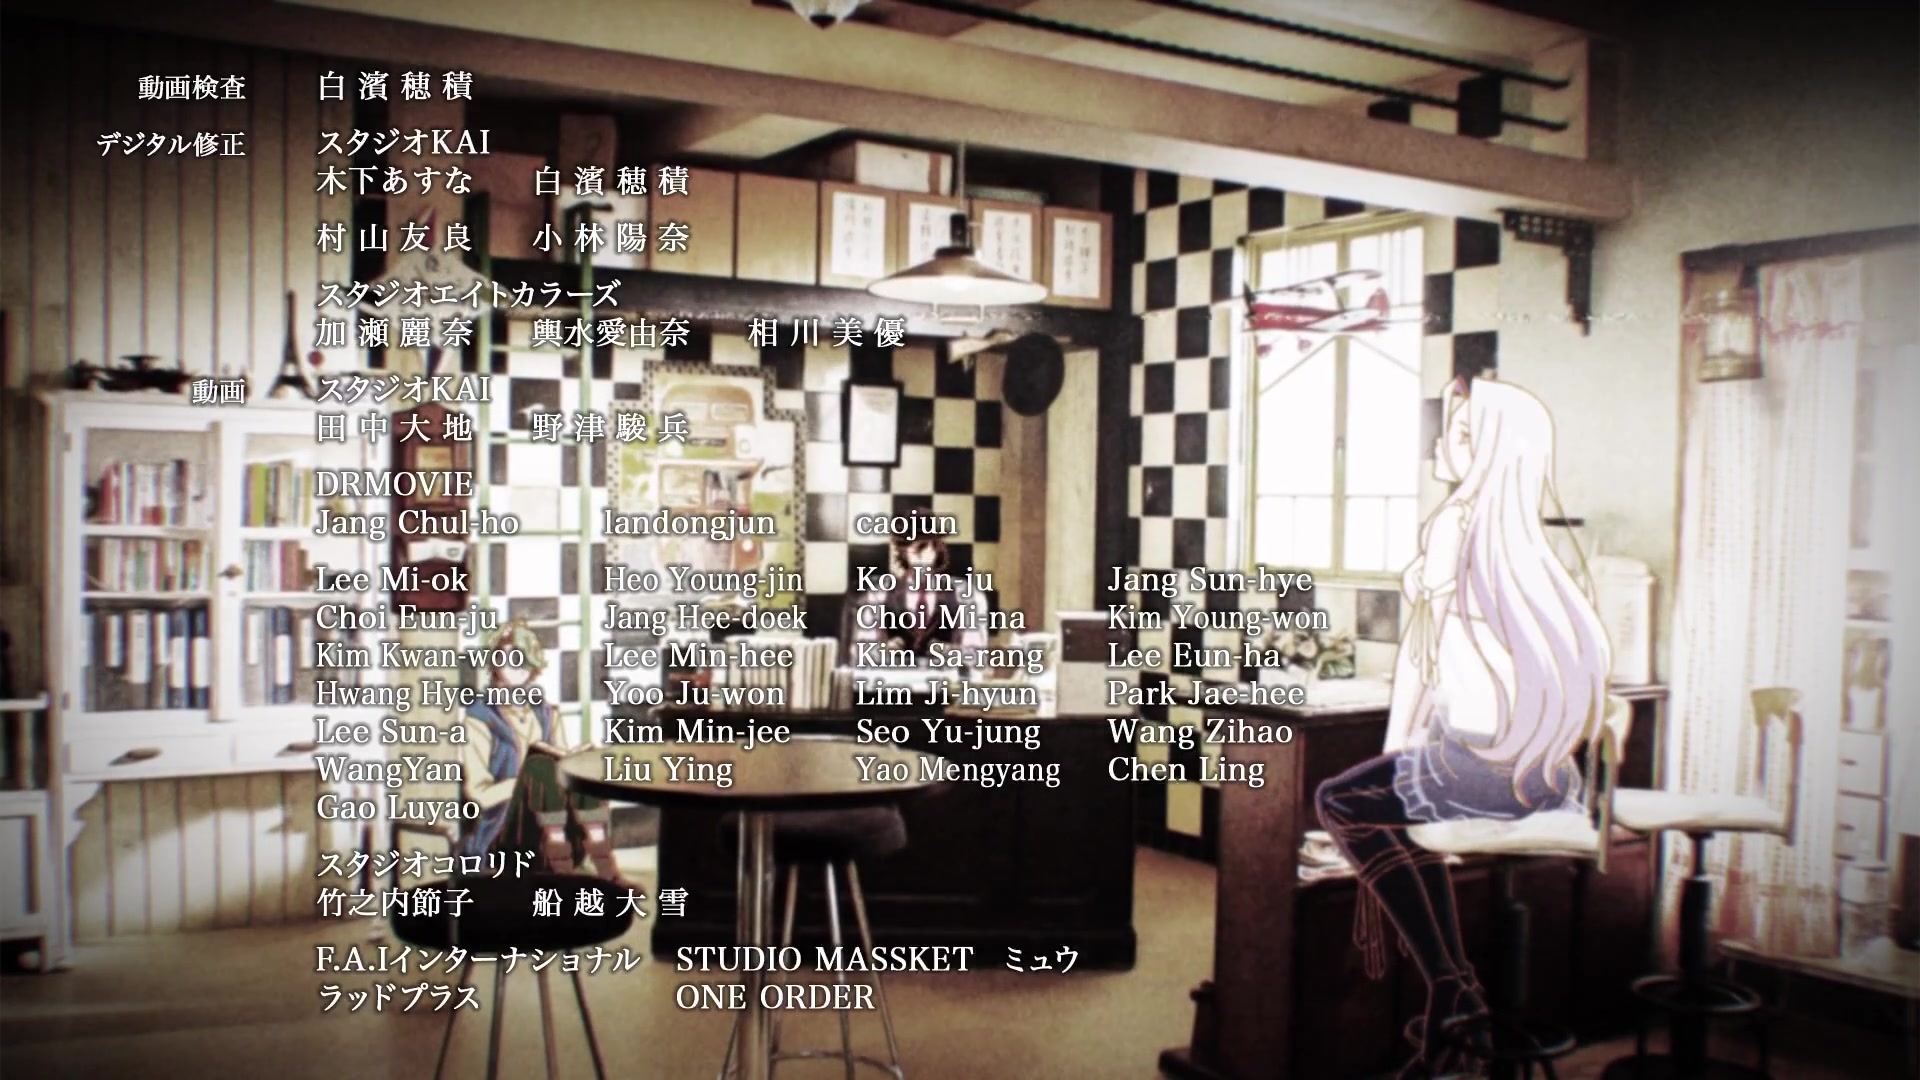 動画検査 白濱穂積
デジタル修正 スタジオKAI
木下あすな 白濱穂積
村山友良 小林陽奈
スタジオエイトカラーズ
加瀬麗奈 輿水愛由奈 相川美優
動画 スタジオKAI
田中大地 野津駿兵
DRMOVIE
Jang Chul-ho landongjun caojun
Lee Mi-ok Heo Young-jin Ko Jin-ju Jang Sun-hye
Choi Eun-ju Jang Hee-doek Choi Mi-na Kim Young-won
Kim Kwan-woo Lee Min-hee Kim Sa-rang Lee Eun-ha
Hwang Hye-mee Yoo Ju-won Lim Ji-hyun Park Jae-hee
Lee Sun-a Kim Min-jee Seo Yu-jung Wang Zihao
WangYan Liu Ying Yao Mengyang Chen Ling
Gao Luyao
スタジオコロリド
竹之内節子 船越大雪
F.A.Iインターナショナル STUDIO MASSKET ミュウ
ラッドプラス ONE ORDER